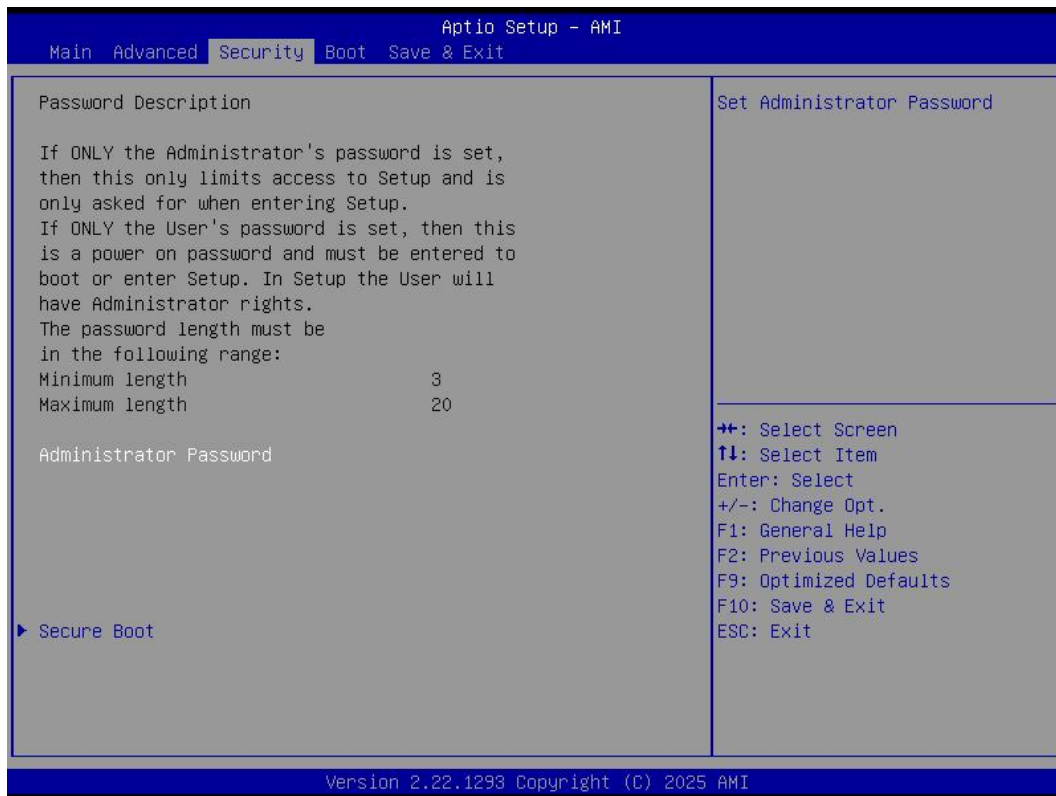 Aptio Setup – AMI
Main Advanced Security Boot Save & Exit
Password Description
If ONLY the Administrator's password is set,
then this only limits access to Setup and is
only asked for when entering Setup.
If ONLY the User's password is set, then this
is a power on password and must be entered to
boot or enter Setup. In Setup the User will
have Administrator rights.
The password length must be
in the following range:
Minimum length 3
Maximum length 20
Administrator Password
Secure Boot
Set Administrator Password
→←: Select Screen
↑↓: Select Item
Enter: Select
+/-: Change Opt.
F1: General Help
F2: Previous Values
F9: Optimized Defaults
F10: Save & Exit
ESC: Exit
Version 2.22.1293 Copyright (C) 2025 AMI